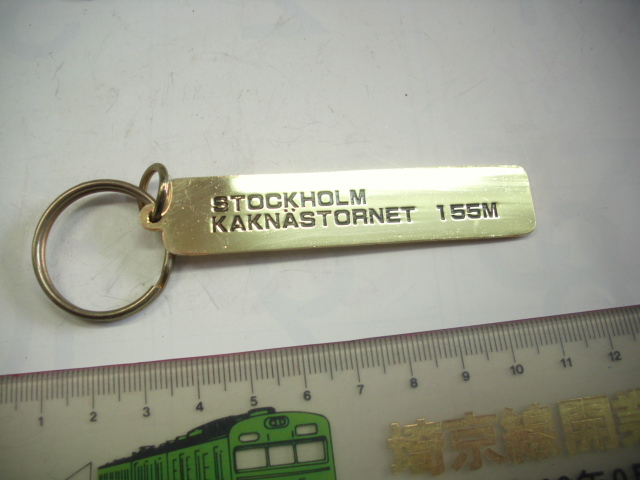 STOCKHOLM
KAKNÄSTORNET 155M
1 2 3 4 5 6 7 8 9 10 11 12
埼京線開